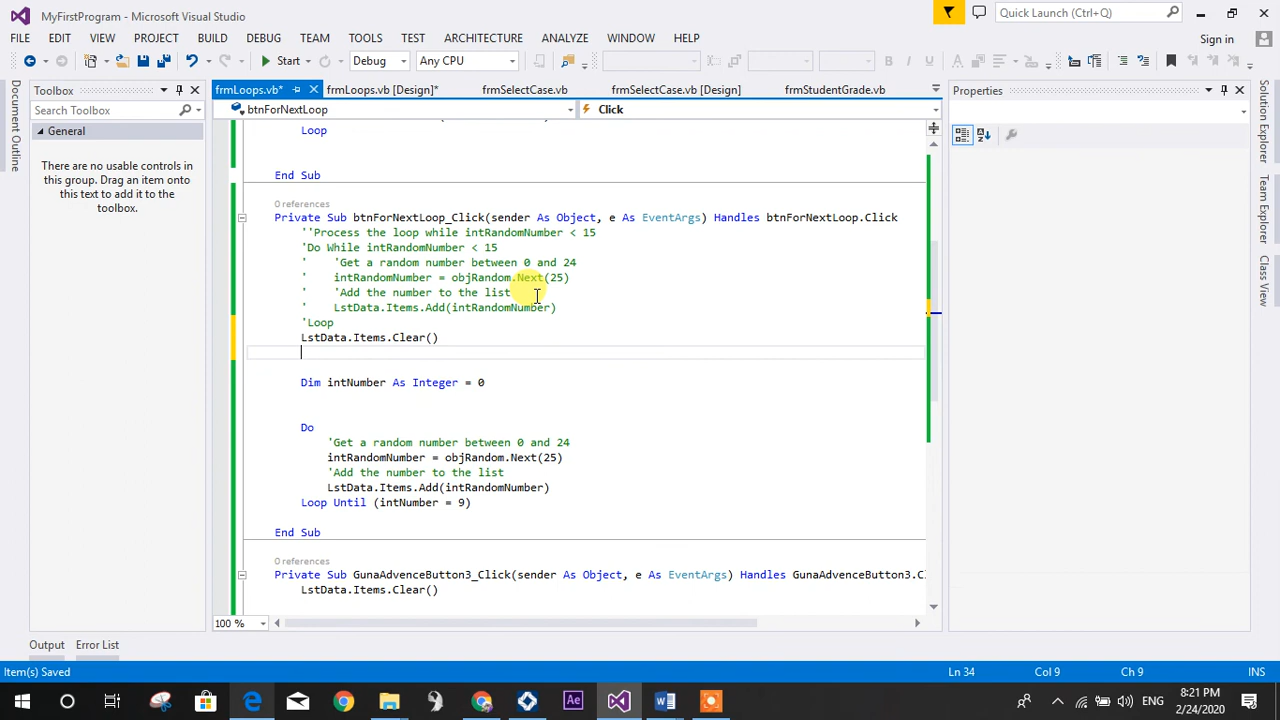 MyFirstProgram - Microsoft Visual Studio
Quick Launch (Ctrl+Q)
FILE EDIT VIEW PROJECT BUILD DEBUG TEAM TOOLS TEST ARCHITECTURE ANALYZE WINDOW HELP
Sign in
Start Debug Any CPU
Document Outline
Toolbox
Search Toolbox
General
There are no usable controls in
this group. Drag an item onto
this text to add it to the
toolbox.
frmLoops.vb* frmLoops.vb [Design]* frmSelectCase.vb frmSelectCase.vb [Design] frmStudentGrade.vb
btnForNextLoop Click
Loop
End Sub
0 references
Private Sub btnForNextLoop_Click(sender As Object, e As EventArgs) Handles btnForNextLoop.Click
''Process the loop while intRandomNumber < 15
'Do While intRandomNumber < 15
' 'Get a random number between 0 and 24
' intRandomNumber = objRandom.Next(25)
' 'Add the number to the list
' LstData.Items.Add(intRandomNumber)
'Loop
LstData.Items.Clear()
Dim intNumber As Integer = 0
Do
'Get a random number between 0 and 24
intRandomNumber = objRandom.Next(25)
'Add the number to the list
LstData.Items.Add(intRandomNumber)
Loop Until (intNumber = 9)
End Sub
0 references
Private Sub GunaAdvenceButton3_Click(sender As Object, e As EventArgs) Handles GunaAdvenceButton3.Cl
LstData.Items.Clear()
100 %
Properties
Solution Explorer
Team Explorer
Server Explorer
Output Error List
Item(s) Saved Ln 34 Col 9 Ch 9 INS
ENG
8:21 PM
2/24/2020